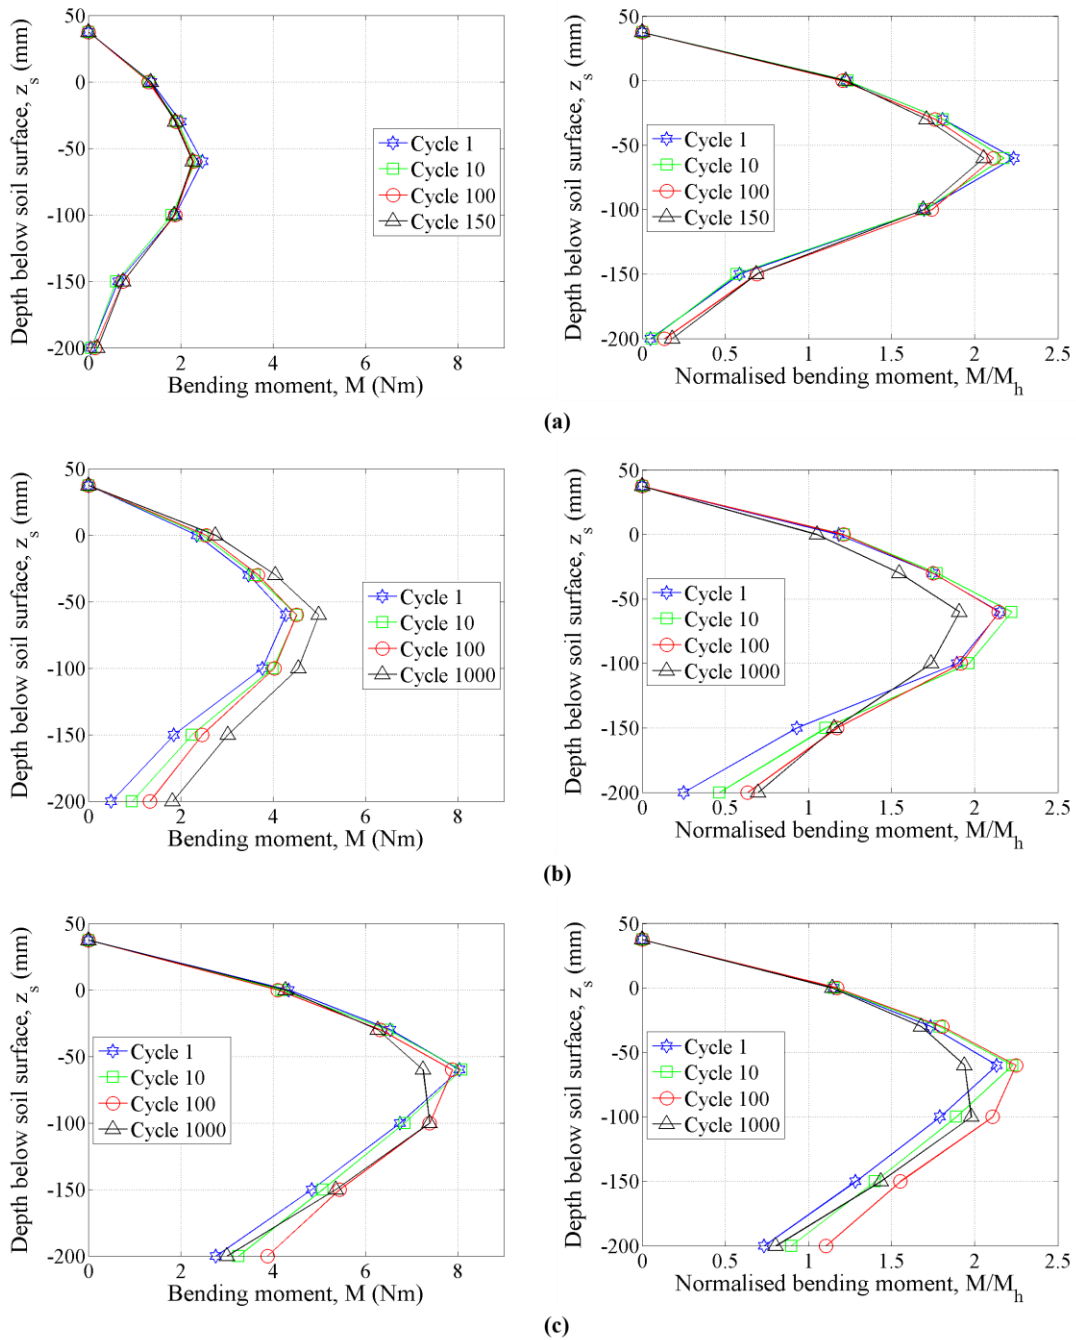 50
0
-50
-100
-150
-200
0
2
4
6
8
Depth below soil surface, z_s (mm)
Bending moment, M (Nm)
Cycle 1
Cycle 10
Cycle 100
Cycle 150
50
0
-50
-100
-150
-200
0
0.5
1
1.5
2
2.5
Depth below soil surface, z_s (mm)
Normalised bending moment, M/M_h
Cycle 1
Cycle 10
Cycle 100
Cycle 150
(a)
50
0
-50
-100
-150
-200
0
2
4
6
8
Depth below soil surface, z_s (mm)
Bending moment, M (Nm)
Cycle 1
Cycle 10
Cycle 100
Cycle 1000
50
0
-50
-100
-150
-200
0
0.5
1
1.5
2
2.5
Depth below soil surface, z_s (mm)
Normalised bending moment, M/M_h
Cycle 1
Cycle 10
Cycle 100
Cycle 1000
(b)
50
0
-50
-100
-150
-200
0
2
4
6
8
Depth below soil surface, z_s (mm)
Bending moment, M (Nm)
Cycle 1
Cycle 10
Cycle 100
Cycle 1000
50
0
-50
-100
-150
-200
0
0.5
1
1.5
2
2.5
Depth below soil surface, z_s (mm)
Normalised bending moment, M/M_h
Cycle 1
Cycle 10
Cycle 100
Cycle 1000
(c)